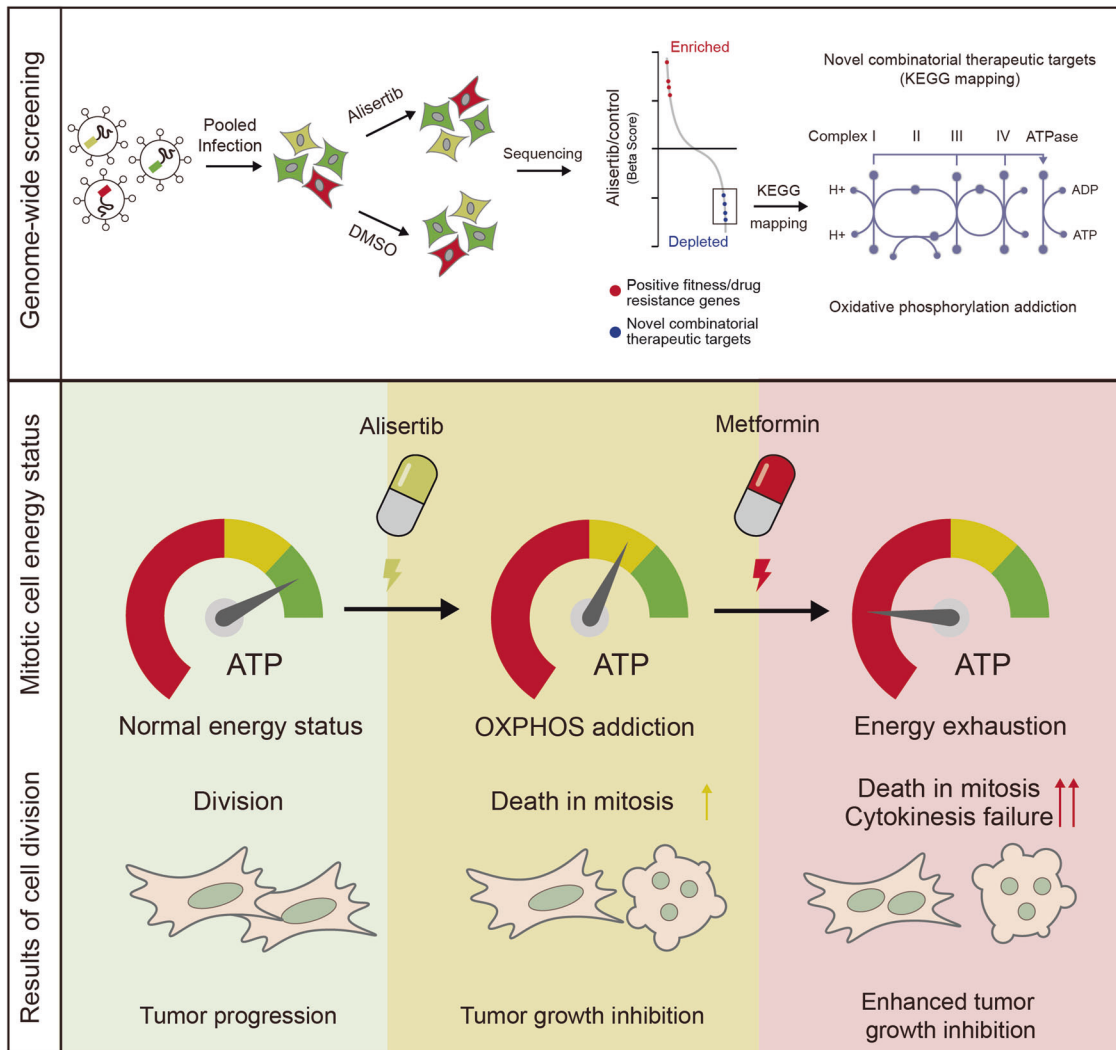 Genome-wide screening
Pooled
Infection
Alisertib
DMSO
Sequencing
Alisertib/control
(Beta Score)
Enriched
Depleted
Positive fitness/drug
resistance genes
Novel combinatorial
therapeutic targets
KEGG
mapping
Novel combinatorial therapeutic targets
(KEGG mapping)
Complex I II III IV ATPase
H+ ADP
H+ ATP
Oxidative phosphorylation addiction
Mitotic cell energy status
Alisertib
Metformin
ATP
ATP
ATP
Normal energy status
OXPHOS addiction
Energy exhaustion
Results of cell division
Division
Death in mitosis
Death in mitosis
Cytokinesis failure
Tumor progression
Tumor growth inhibition
Enhanced tumor
growth inhibition